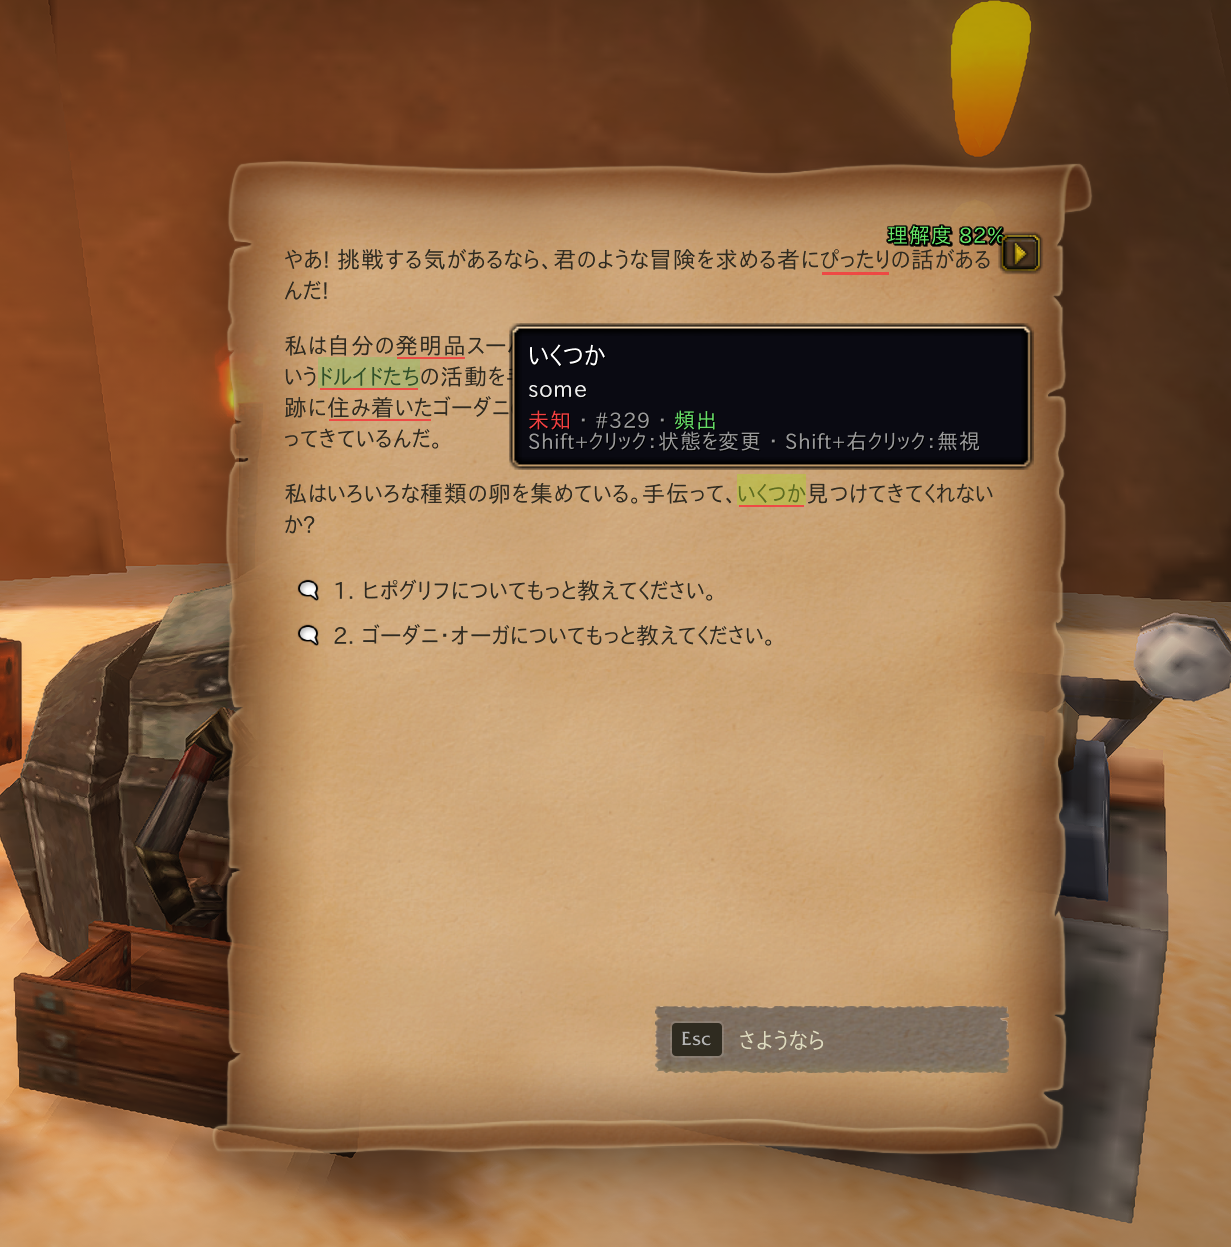 理解度 82%
やあ! 挑戦する気があるなら、君のような冒険を求める者にぴったりの話がある
んだ!
私は自分の発明品スー
いうドルイドたちの活動を
跡に住み着いたゴーダニ
ってきているんだ。
いくつか
some
未知・#329・頻出
Shift+クリック:状態を変更・Shift+右クリック:無視
私はいろいろな種類の卵を集めている。手伝って、いくつか見つけてきてくれない
か?
1. ヒポグリフについてもっと教えてください。
2. ゴーダニ・オーガについてもっと教えてください。
Esc さようなら